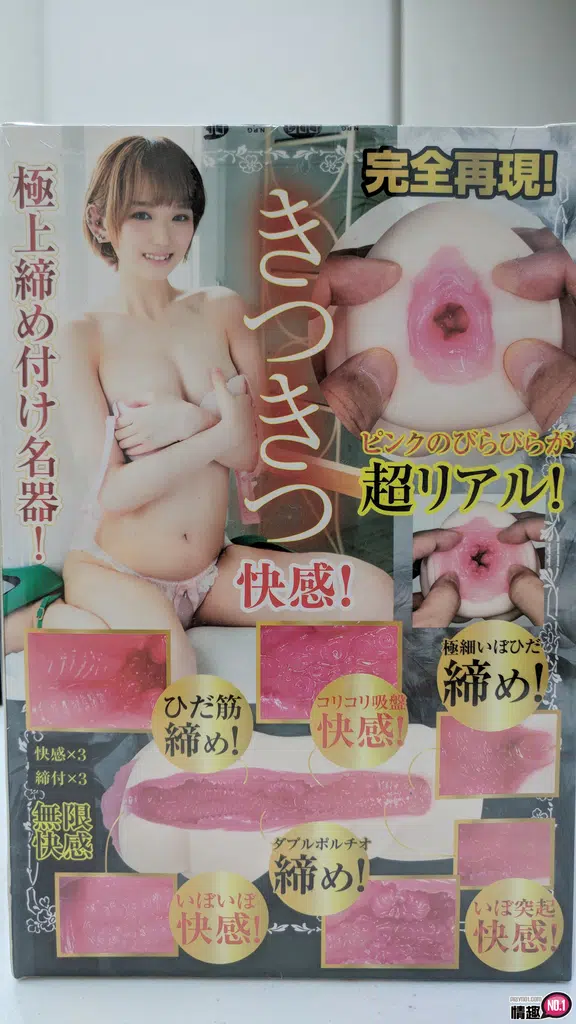 極上締め付け名器!
きつきつ
快感!
完全再現!
ピンクのびらびらが
超リアル!
ひだ筋
締め!
コリコリ吸盤
快感!
極細いぼひだ
締め!
快感×3
締付×3
無限
快感
ダブルポルチオ
締め!
いぼいぼ
快感!
いぼ突起
快感!
情趣
NO.1